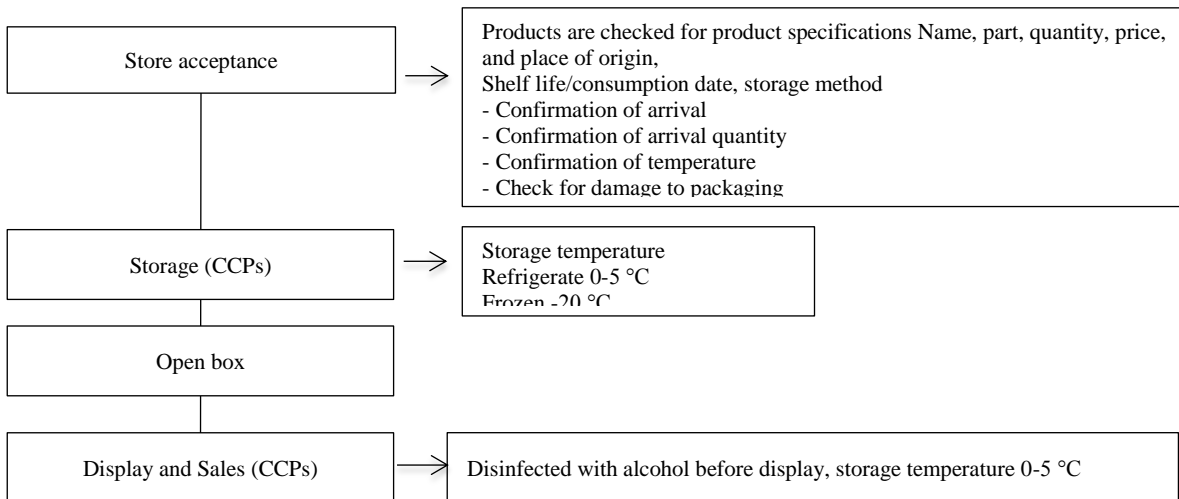 Store acceptance
Products are checked for product specifications Name, part, quantity, price,
and place of origin,
Shelf life/consumption date, storage method
- Confirmation of arrival
- Confirmation of arrival quantity
- Confirmation of temperature
- Check for damage to packaging
Storage (CCPs)
Storage temperature
Refrigerate 0-5 °C
Frozen -20 °C
Open box
Display and Sales (CCPs)
Disinfected with alcohol before display, storage temperature 0-5 °C